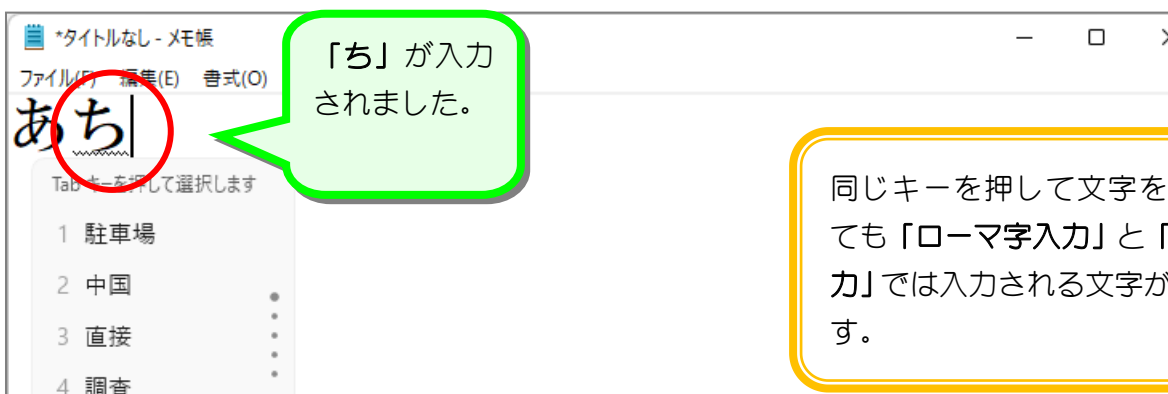 *タイトルなし - メモ帳
ファイル(F) 編集(E) 書式(O)
あち
Tab キーを押して選択します
1 駐車場
2 中国
3 直接
4 調査
「ち」が入力
されました。
同じキーを押して文字を
ても「ローマ字入力」と「
力」では入力される文字が
す。